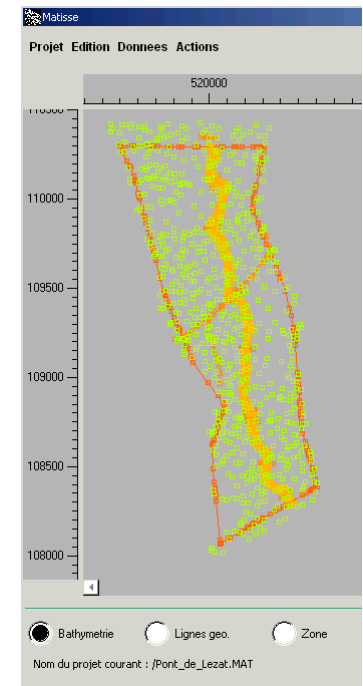 Matisse
Projet Edition Donnees Actions
520000
110000
109500
109000
108500
108000
Bathymetrie Lignes geo. Zone
Nom du projet courant : /Pont_de_Lezat.MAT